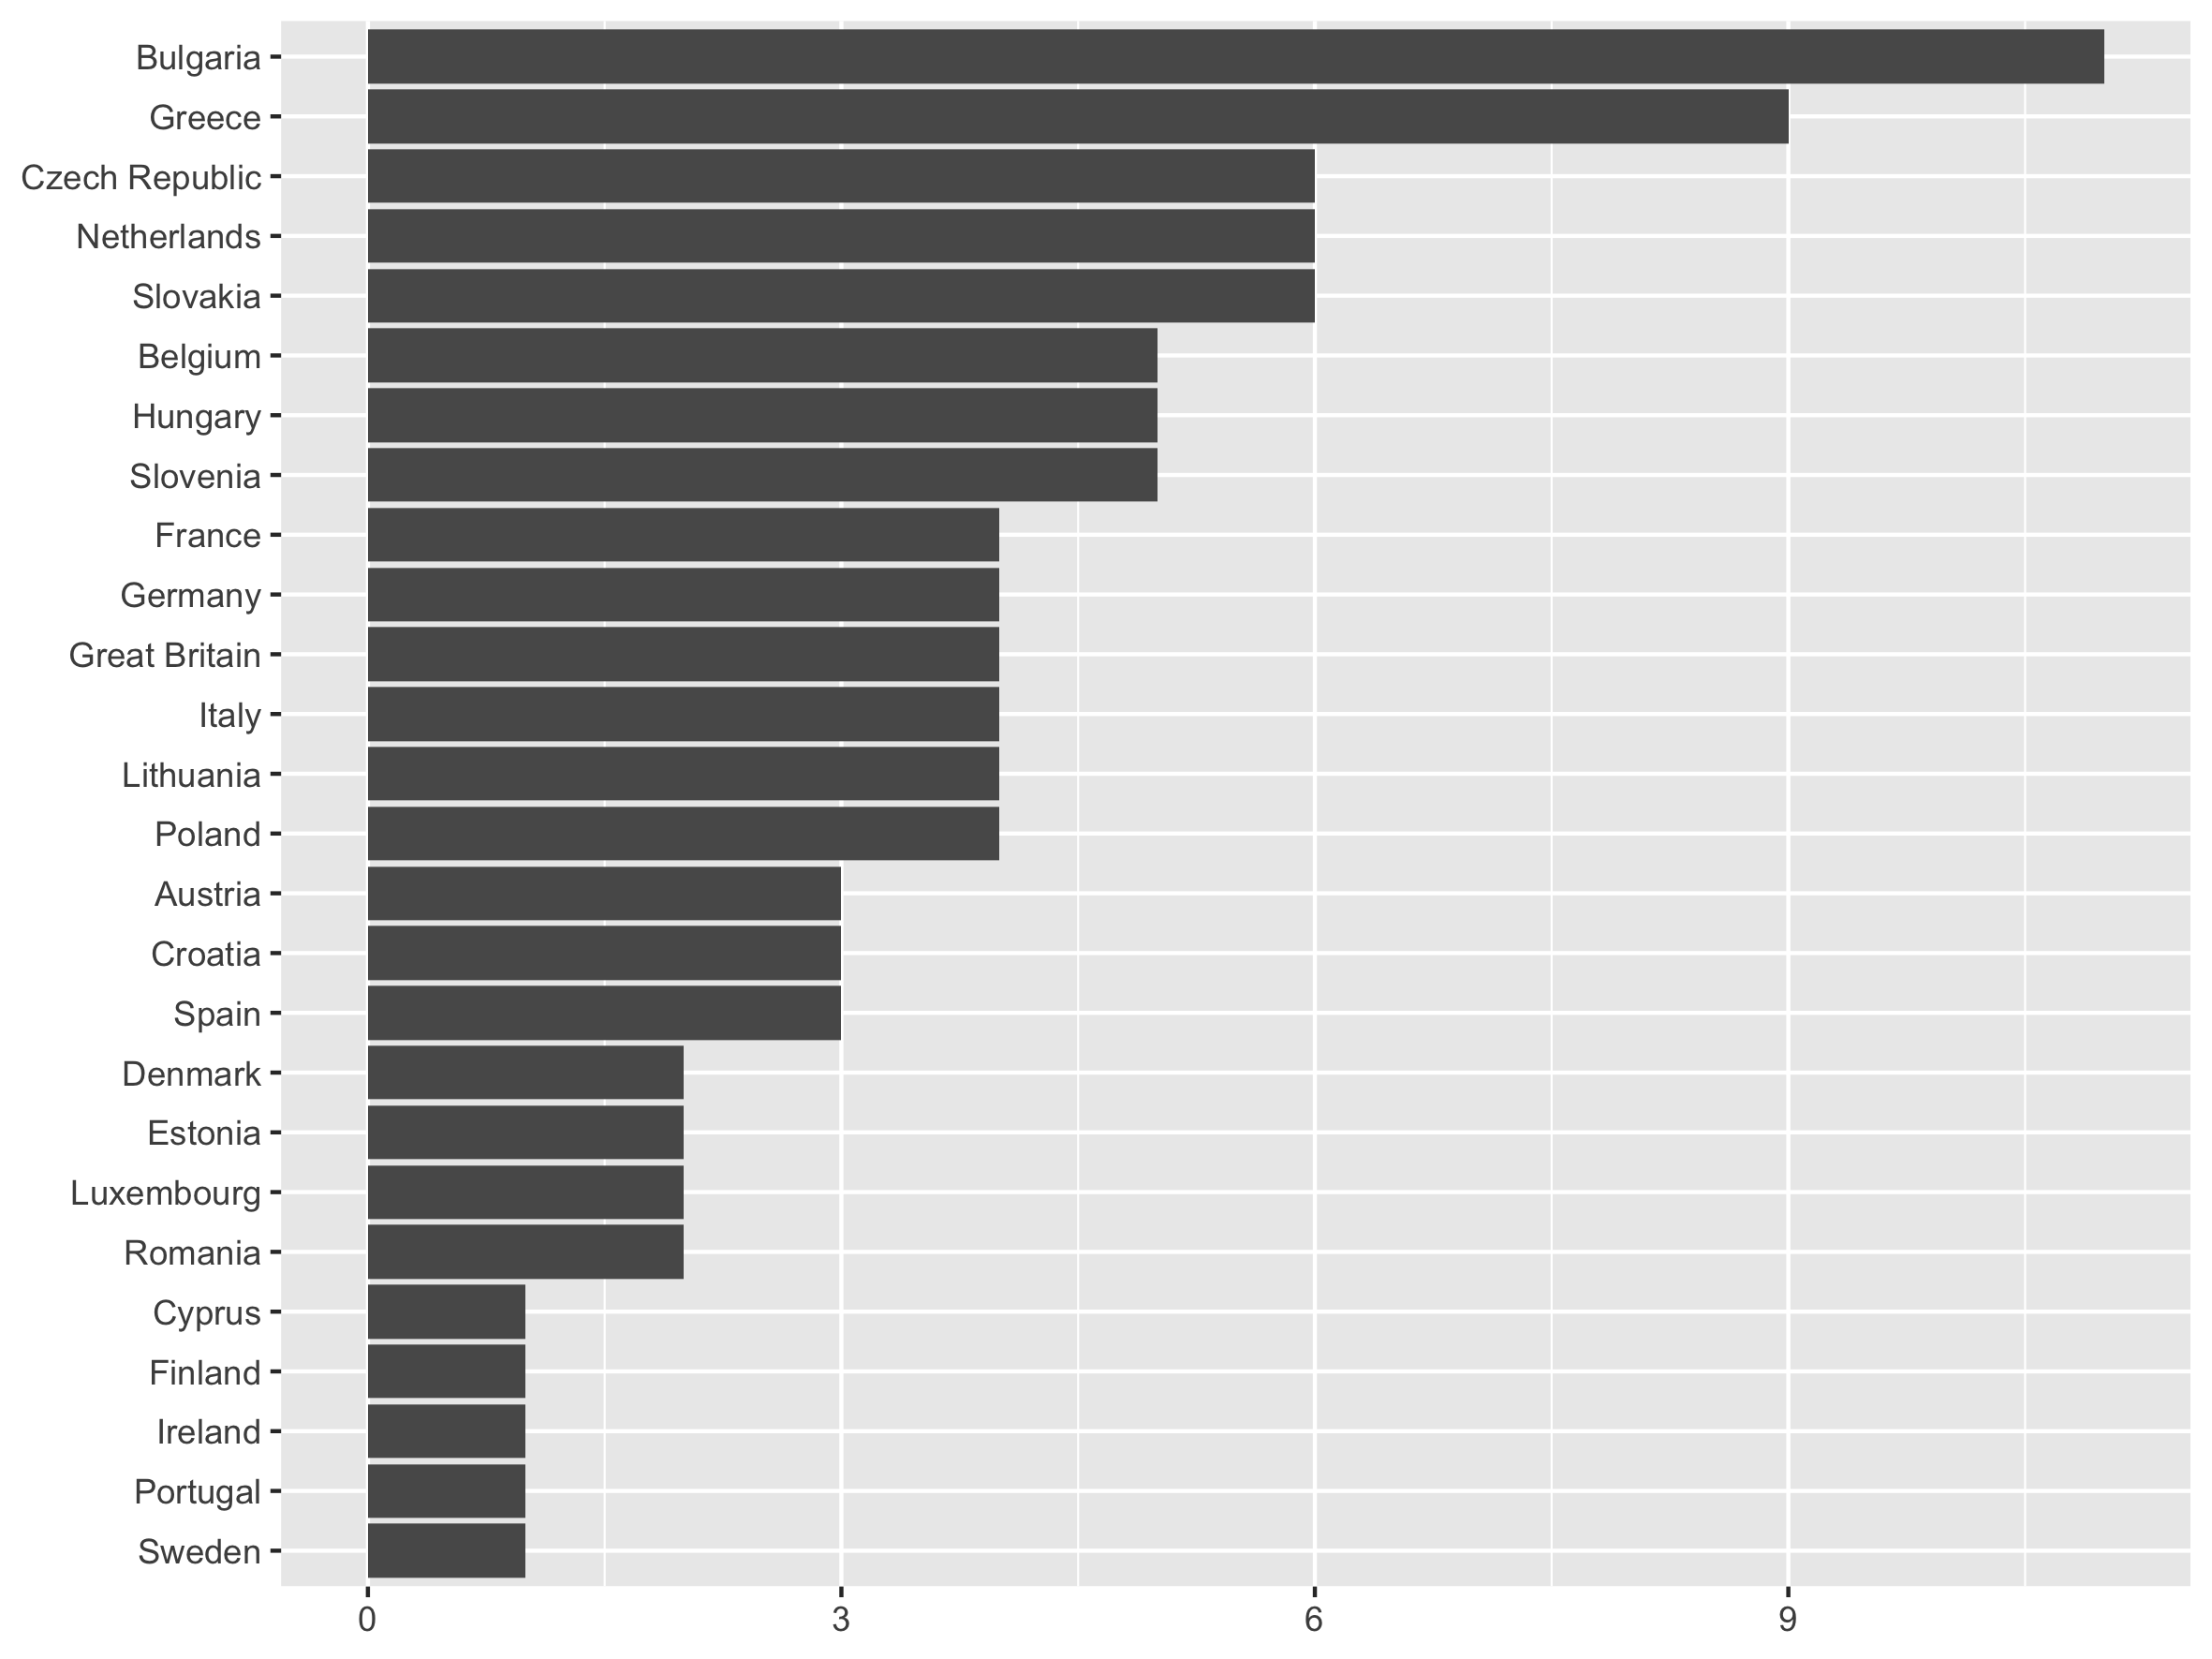 Bulgaria
Greece
Czech Republic
Netherlands
Slovakia
Belgium
Hungary
Slovenia
France
Germany
Great Britain
Italy
Lithuania
Poland
Austria
Croatia
Spain
Denmark
Estonia
Luxembourg
Romania
Cyprus
Finland
Ireland
Portugal
Sweden
0 3 6 9